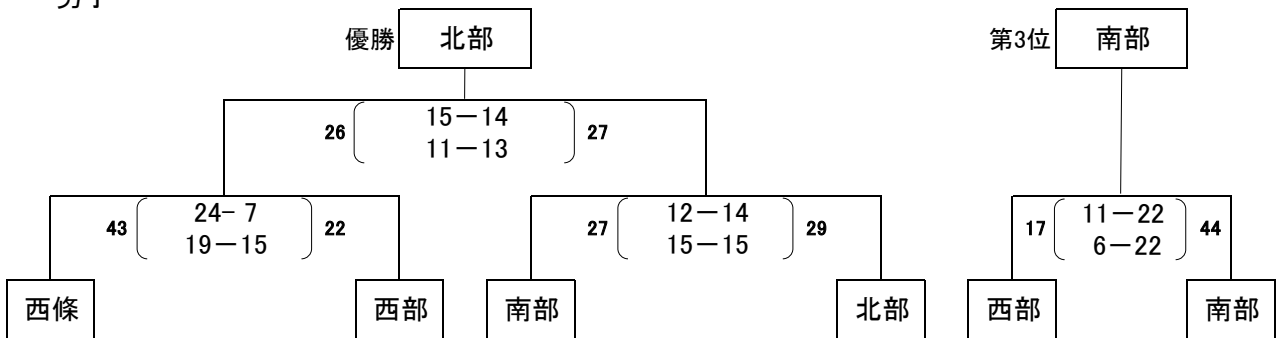 男子
優勝 北部 第3位 南部
26 15-14 27
11-13
43 24-7 22 27 12-14 29 17 11-22 44
19-15 15-15 6-22
西條 西部 南部 北部 西部 南部